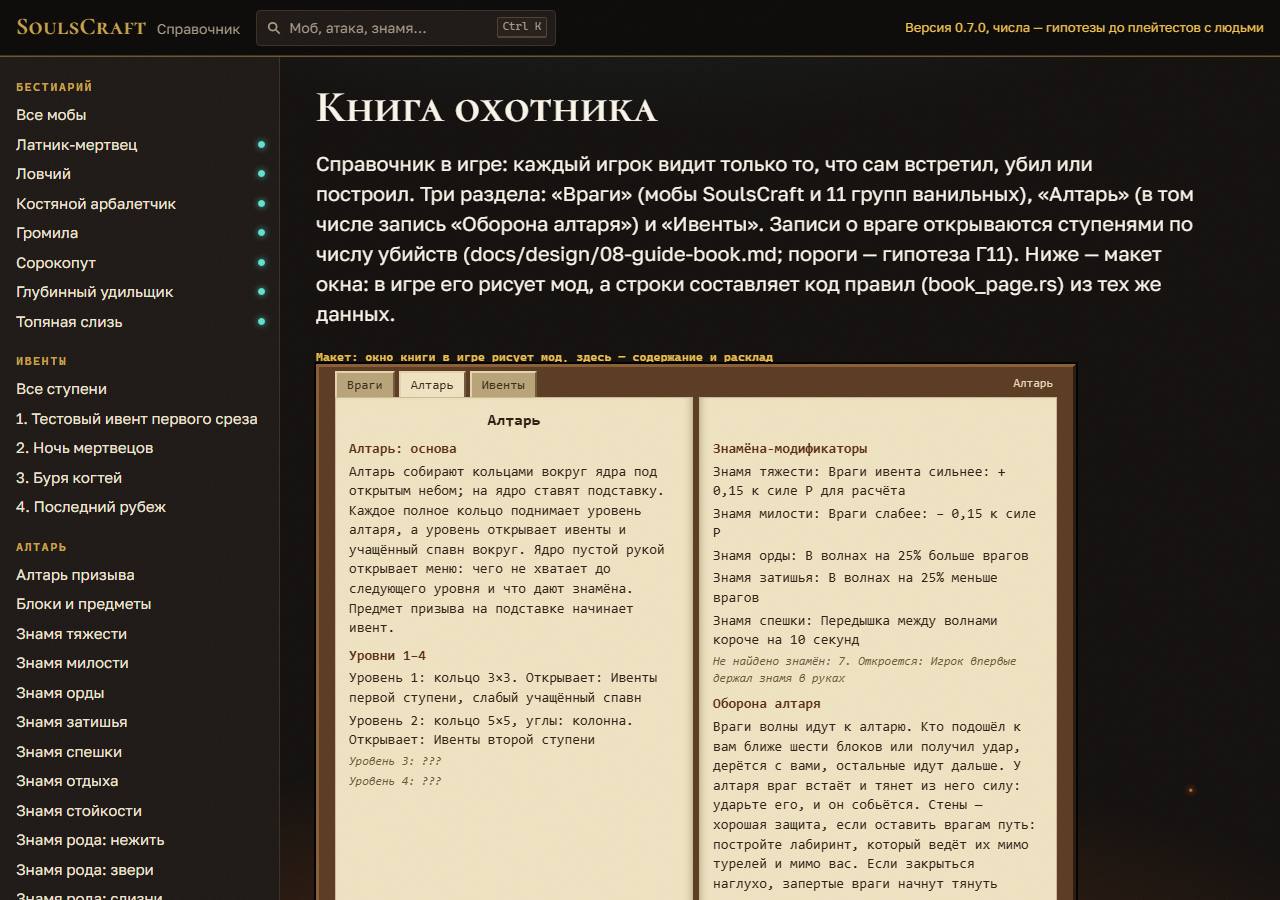 SoulsCraft Справочник
Моб, атака, знамя...
Ctrl K
Версия 0.7.0, числа — гипотезы до плейтестов с людьми
БЕСТИАРИЙ
Все мобы
Латник-мертвец
Ловчий
Костяной арбалетчик
Громила
Сорокопут
Глубинный удильщик
Топяная слизь
ИВЕНТЫ
Все ступени
1. Тестовый ивент первого среза
2. Ночь мертвецов
3. Буря когтей
4. Последний рубеж
АЛТАРЬ
Алтарь призыва
Блоки и предметы
Знамя тяжести
Знамя милости
Знамя орды
Знамя затишья
Знамя спешки
Знамя отдыха
Знамя стойкости
Знамя рода: нежить
Знамя рода: звери
Знамя рода: слизни
Книга охотника
Справочник в игре: каждый игрок видит только то, что сам встретил, убил или
построил. Три раздела: «Враги» (мобы SoulsCraft и 11 групп ванильных), «Алтарь» (в том
числе запись «Оборона алтаря») и «Ивенты». Записи о враге открываются ступенями по
числу убийств (docs/design/08-guide-book.md; пороги — гипотеза Г11). Ниже — макет
окна: в игре его рисует мод, а строки составляет код правил (book_page.rs) из тех же
данных.
Макет: окно книги в игре рисует мод, здесь — содержание и расклад
Враги
Алтарь
Ивенты
Алтарь
Алтарь
Алтарь: основа
Алтарь собирают кольцами вокруг ядра под
открытым небом; на ядро ставят подставку.
Каждое полное кольцо поднимает уровень
алтаря, а уровень открывает ивенты и
учащённый спавн вокруг. Ядро пустой рукой
открывает меню: чего не хватает до
следующего уровня и что дают знамёна.
Предмет призыва на подставке начинает
ивент.
Уровни 1–4
Уровень 1: кольцо 3×3. Открывает: Ивенты
первой ступени, слабый учащённый спавн
Уровень 2: кольцо 5×5, углы: колонна.
Открывает: Ивенты второй ступени
Уровень 3: ???
Уровень 4: ???
Знамёна-модификаторы
Знамя тяжести: Враги ивента сильнее: +
0,15 к силе P для расчёта
Знамя милости: Враги слабее: − 0,15 к силе
P
Знамя орды: В волнах на 25% больше врагов
Знамя затишья: В волнах на 25% меньше
врагов
Знамя спешки: Передышка между волнами
короче на 10 секунд
Не найдено знамён: 7. Откроется: Игрок впервые
держал знамя в руках
Оборона алтаря
Враги волны идут к алтарю. Кто подошёл к
вам ближе шести блоков или получил удар,
дерётся с вами, остальные идут дальше. У
алтаря враг встаёт и тянет из него силу:
ударьте его, и он собьётся. Стены —
хорошая защита, если оставить врагам путь:
постройте лабиринт, который ведёт их мимо
турелей и мимо вас. Если закрыться
наглухо, запертые враги начнут тянуть